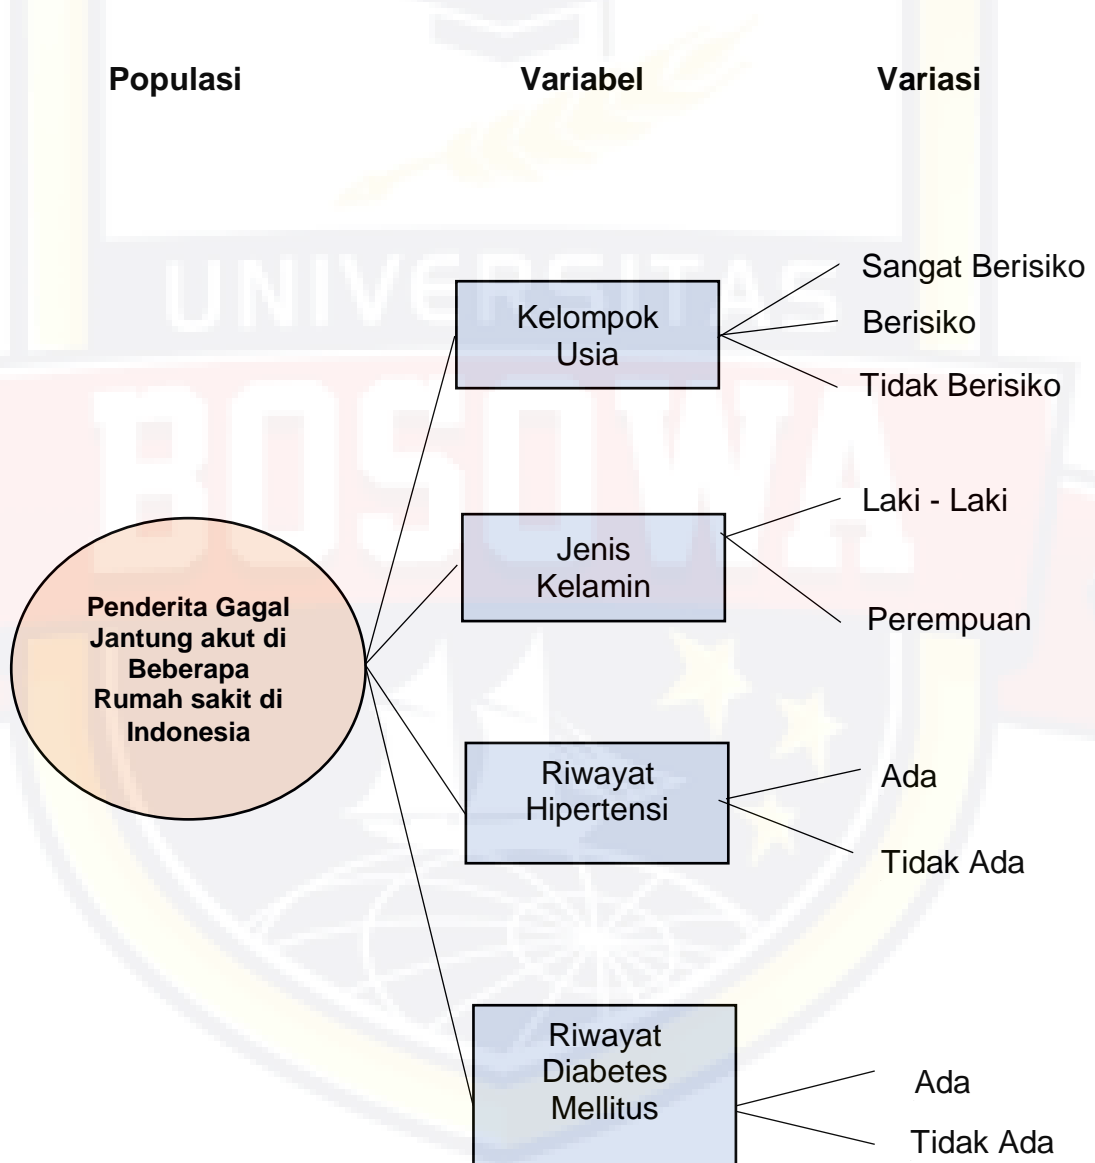 Populasi Variabel Variasi
UNIVERSITAS
BOSOWA
Penderita Gagal
Jantung akut di
Beberapa
Rumah sakit di
Indonesia
Kelompok
Usia
Sangat Berisiko
Berisiko
Tidak Berisiko
Jenis
Kelamin
Laki - Laki
Perempuan
Riwayat
Hipertensi
Ada
Tidak Ada
Riwayat
Diabetes
Mellitus
Ada
Tidak Ada